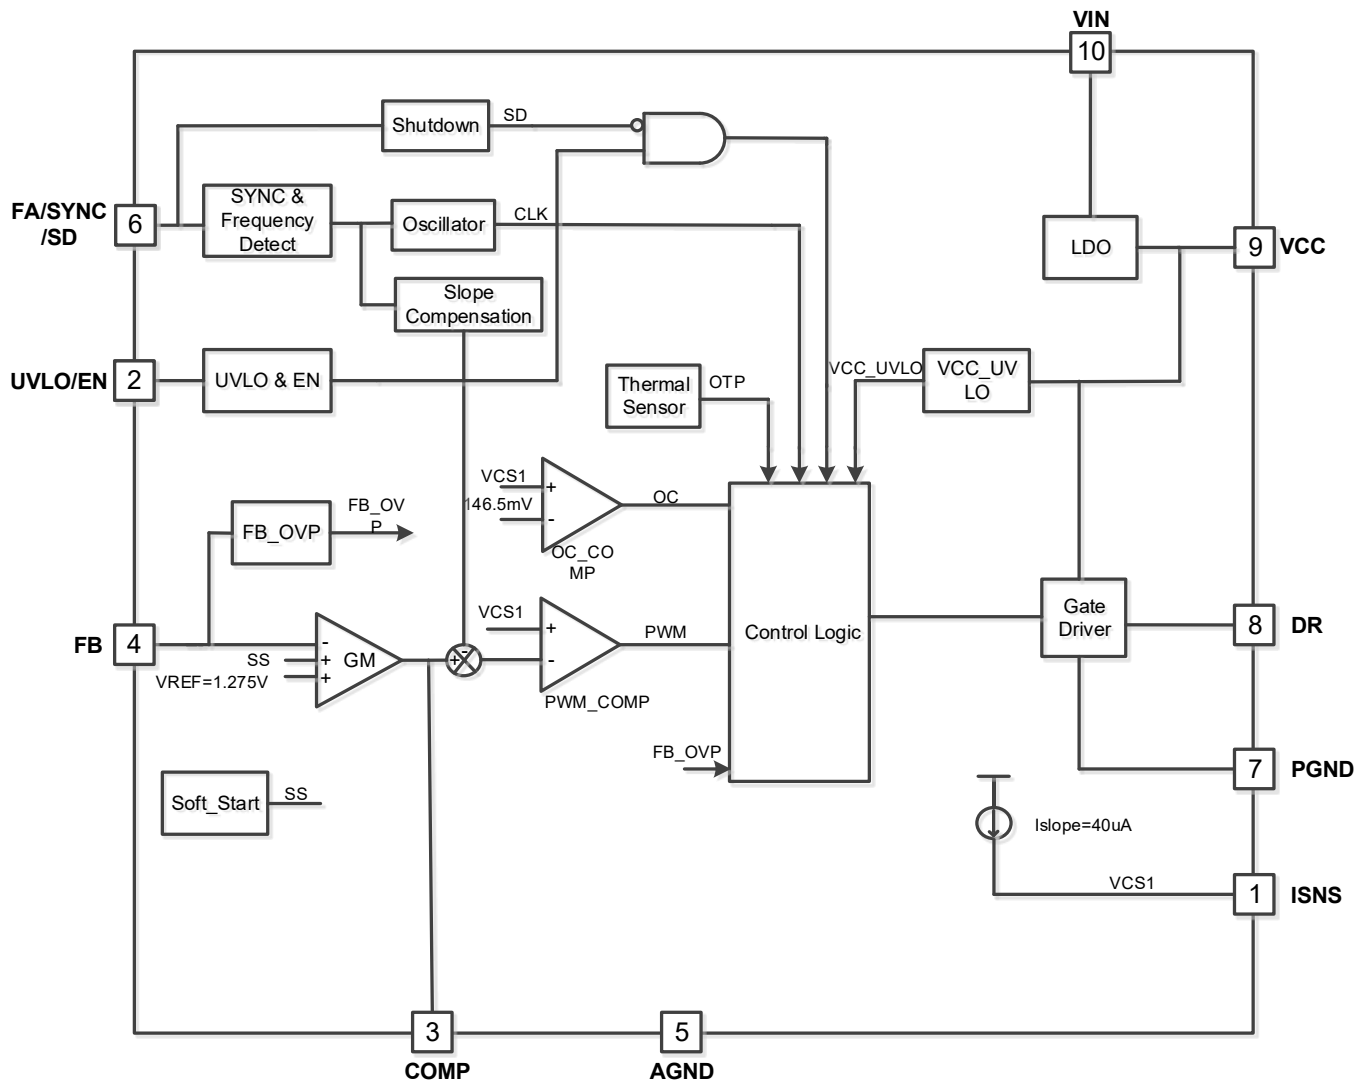 VIN
10
Shutdown
SD
FA/SYNC
/SD
6
SYNC &
Frequency
Detect
Oscillator
CLK
LDO
9
VCC
Slope
Compensation
UVLO/EN
2
UVLO & EN
Thermal
Sensor
OTP
VCC_UVLO
VCC_UV
LO
VCS1
+
146.5mV
-
OC
OC_CO
MP
FB_OVP
FB_OV
P
FB
4
-
SS
+
VREF=1.275V
+
GM
+
-
VCS1
+
-
PWM
PWM_COMP
Control Logic
Gate
Driver
8
DR
FB_OVP
7
PGND
Soft_Start
SS
Islope=40uA
VCS1
1
ISNS
3
COMP
5
AGND